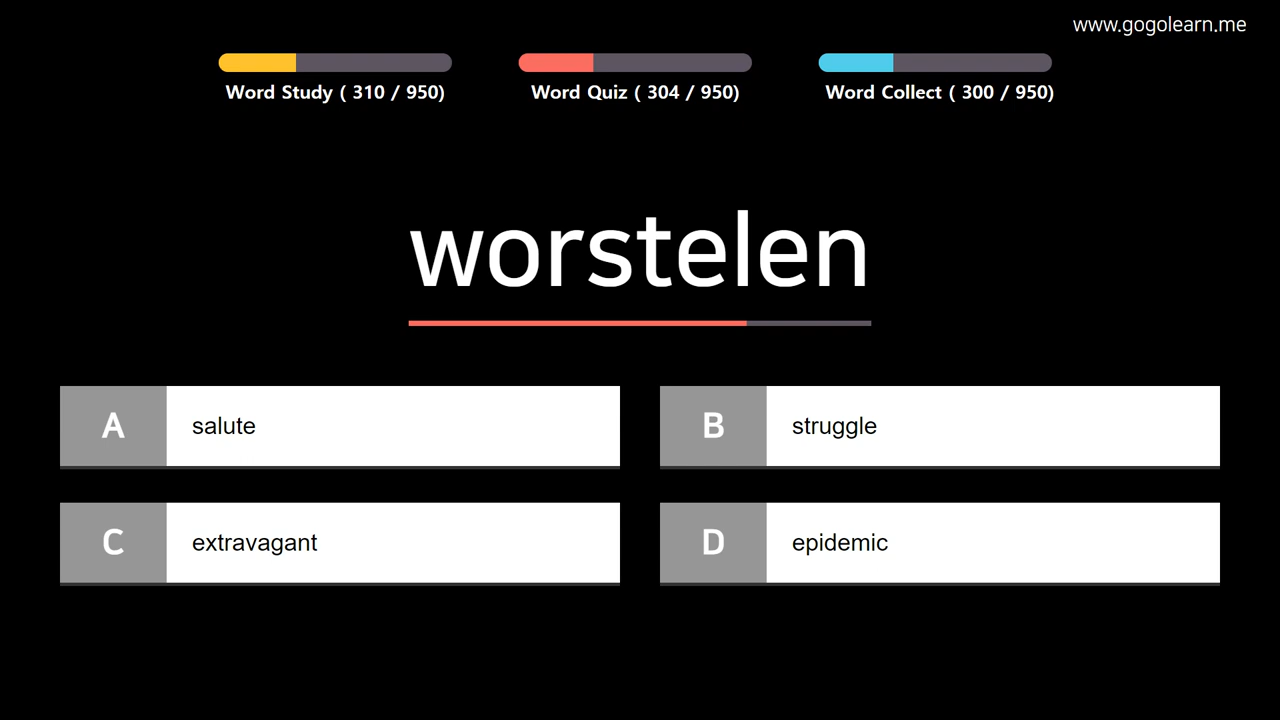 www.gogolearn.me
Word Study ( 310 / 950)
Word Quiz ( 304 / 950)
Word Collect ( 300 / 950)
worstelen
A salute
B struggle
C extravagant
D epidemic